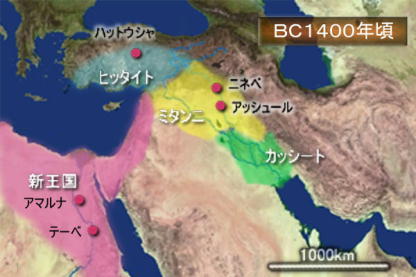 BC1400年頃
ハットウシャ
ヒッタイト
ニネベ
アッシュール
ミタンニ
カッシート
新王国
アマルナ
テーベ
1000km